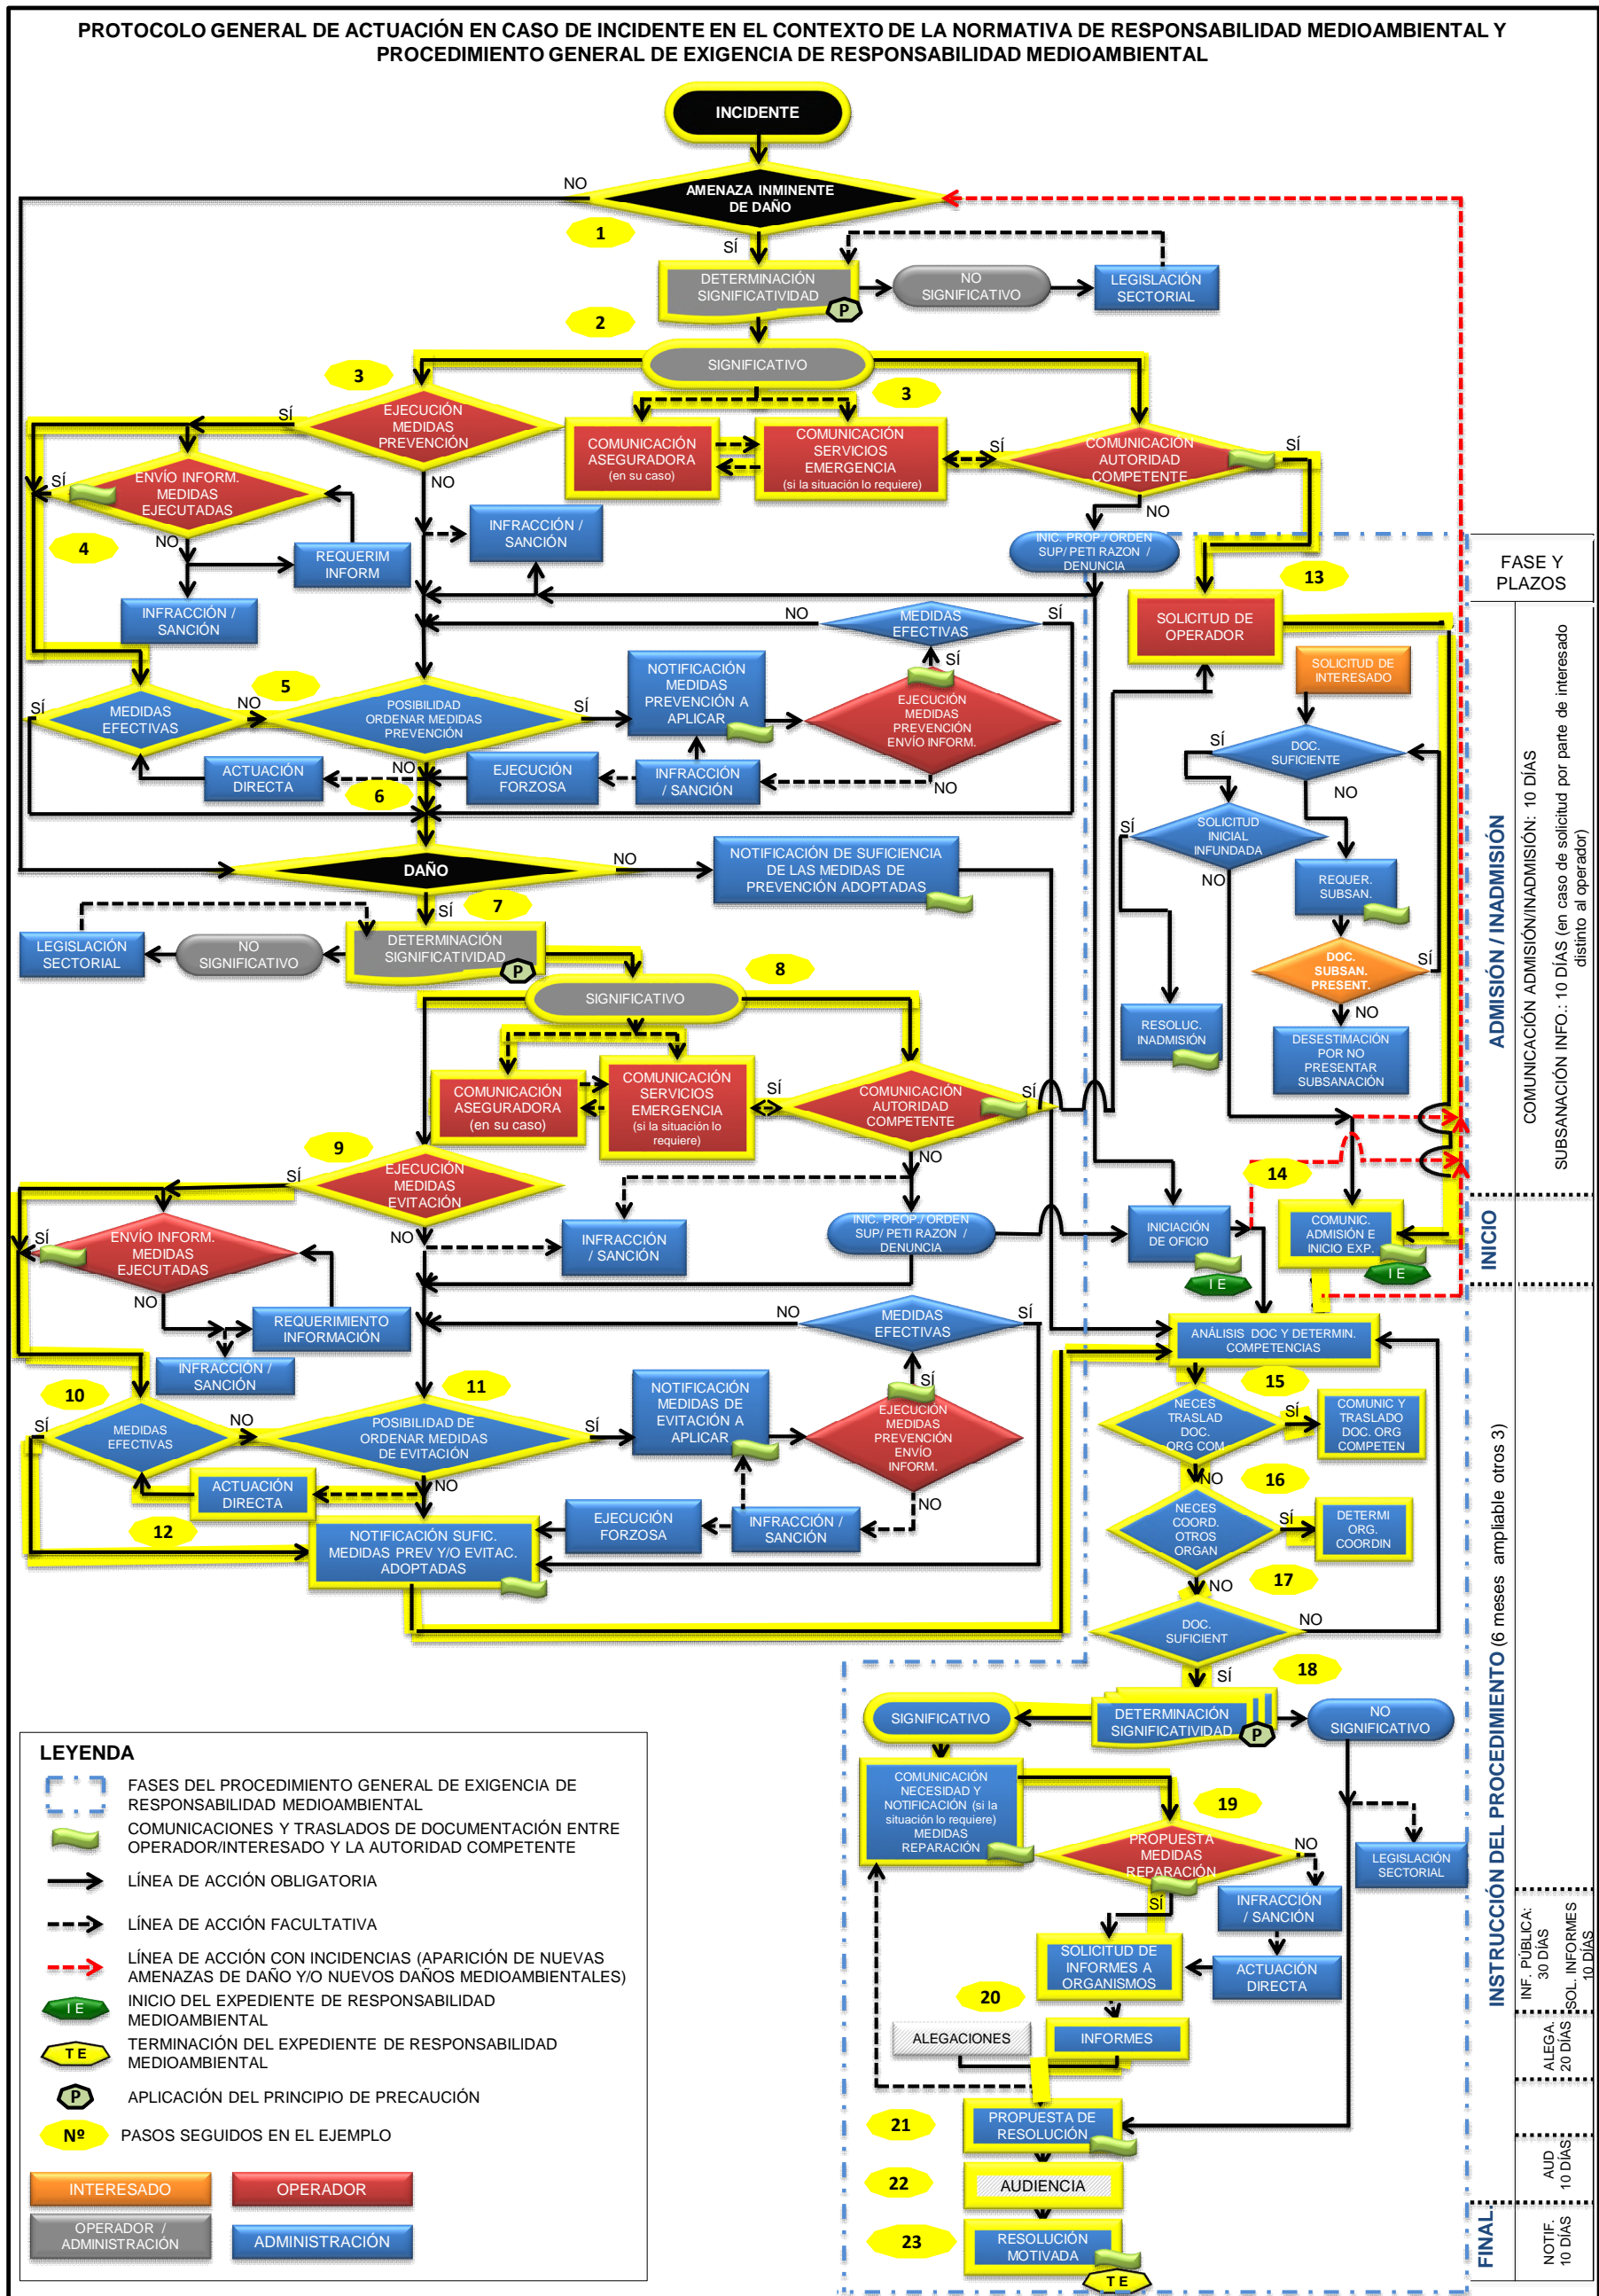 PROTOCOLO GENERAL DE ACTUACIÓN EN CASO DE INCIDENTE EN EL CONTEXTO DE LA NORMATIVA DE RESPONSABILIDAD MEDIOAMBIENTAL Y
PROCEDIMIENTO GENERAL DE EXIGENCIA DE RESPONSABILIDAD MEDIOAMBIENTAL
INCIDENTE
NO
AMENAZA INMINENTE
DE DAÑO
1
SÍ
DETERMINACIÓN
SIGNIFICATIVIDAD
P
NO
SIGNIFICATIVO
LEGISLACIÓN
SECTORIAL
2
SIGNIFICATIVO
3
3
SÍ
EJECUCIÓN
MEDIDAS
PREVENCIÓN
COMUNICACIÓN
ASEGURADORA
(en su caso)
COMUNICACIÓN
SERVICIOS
EMERGENCIA
(si la situación lo requiere)
SÍ
COMUNICACIÓN
AUTORIDAD
COMPETENTE
SÍ
SÍ
ENVÍO INFORM.
MEDIDAS
EJECUTADAS
NO
NO
4
NO
REQUERIM
INFORM
INFRACCIÓN /
SANCIÓN
INFRACCIÓN /
SANCIÓN
INIC. PROP./ ORDEN
SUP/ PETI RAZON /
DENUNCIA
13
FASE Y
PLAZOS
SOLICITUD DE
OPERADOR
NO
MEDIDAS
EFECTIVAS
SÍ
SOLICITUD DE
INTERESADO
SÍ
MEDIDAS
EFECTIVAS
NO
5
POSIBILIDAD
ORDENAR MEDIDAS
PREVENCIÓN
SÍ
NOTIFICACIÓN
MEDIDAS
PREVENCIÓN A
APLICAR
SÍ
EJECUCIÓN
MEDIDAS
PREVENCIÓN
ENVÍO INFORM.
NO
SÍ
DOC.
SUFICIENTE
NO
ACTUACIÓN
DIRECTA
NO
6
EJECUCIÓN
FORZOSA
INFRACCIÓN
/ SANCIÓN
SÍ
SOLICITUD
INICIAL
INFUNDADA
NO
DAÑO
NO
NOTIFICACIÓN DE SUFICIENCIA
DE LAS MEDIDAS DE
PREVENCIÓN ADOPTADAS
REQUER.
SUBSAN.
SÍ
7
LEGISLACIÓN
SECTORIAL
NO
SIGNIFICATIVO
DETERMINACIÓN
SIGNIFICATIVIDAD
P
DOC.
SUBSAN.
PRESENT.
SÍ
NO
8
SIGNIFICATIVO
RESOLUC.
INADMISIÓN
DESESTIMACIÓN
POR NO
PRESENTAR
SUBSANACIÓN
COMUNICACIÓN
ASEGURADORA
(en su caso)
COMUNICACIÓN
SERVICIOS
EMERGENCIA
(si la situación lo
requiere)
SÍ
COMUNICACIÓN
AUTORIDAD
COMPETENTE
SÍ
NO
ADMISIÓN / INADMISIÓN
COMUNICACIÓN ADMISIÓN/INADMISIÓN: 10 DÍAS
SUBSANACIÓN INFO.: 10 DÍAS (en caso de solicitud por parte de interesado
distinto al operador)
9
SÍ
EJECUCIÓN
MEDIDAS
EVITACIÓN
NO
14
SÍ
ENVÍO INFORM.
MEDIDAS
EJECUTADAS
NO
INFRACCIÓN
/ SANCIÓN
INIC. PROP./ ORDEN
SUP/ PETI RAZON /
DENUNCIA
INICIACIÓN
DE OFICIO
I E
COMUNIC.
ADMISIÓN E
INICIO EXP.
I E
INICIO
REQUERIMIENTO
INFORMACIÓN
INFRACCIÓN /
SANCIÓN
NO
MEDIDAS
EFECTIVAS
SÍ
ANÁLISIS DOC Y DETERMIN.
COMPETENCIAS
10
11
15
SÍ
MEDIDAS
EFECTIVAS
NO
POSIBILIDAD DE
ORDENAR MEDIDAS
DE EVITACIÓN
SÍ
NOTIFICACIÓN
MEDIDAS DE
EVITACIÓN A
APLICAR
SÍ
EJECUCIÓN
MEDIDAS
PREVENCIÓN
ENVÍO
INFORM.
NO
NECES
TRASLAD
DOC.
ORG COM
SÍ
COMUNIC Y
TRASLADO
DOC. ORG
COMPETEN
NO
16
ACTUACIÓN
DIRECTA
NO
12
NOTIFICACIÓN SUFIC.
MEDIDAS PREV Y/O EVITAC.
ADOPTADAS
EJECUCIÓN
FORZOSA
INFRACCIÓN /
SANCIÓN
NECES
COORD.
OTROS
ORGAN
SÍ
DETERMI
ORG.
COORDIN
NO
17
DOC.
SUFICIENT
NO
SÍ
18
SIGNIFICATIVO
DETERMINACIÓN
SIGNIFICATIVIDAD
P
NO
SIGNIFICATIVO
COMUNICACIÓN
NECESIDAD Y
NOTIFICACIÓN (si la
situación lo requiere)
MEDIDAS
REPARACIÓN
19
PROPUESTA
MEDIDAS
REPARACIÓN
NO
SÍ
LEGISLACIÓN
SECTORIAL
INFRACCIÓN
/ SANCIÓN
SOLICITUD DE
INFORMES A
ORGANISMOS
ACTUACIÓN
DIRECTA
20
ALEGACIONES
INFORMES
21
PROPUESTA DE
RESOLUCIÓN
22
AUDIENCIA
23
RESOLUCIÓN
MOTIVADA
T E
INSTRUCCIÓN DEL PROCEDIMIENTO (6 meses ampliable otros 3)
INF. PÚBLICA:
30 DÍAS
SOL. INFORMES
10 DÍAS
ALEGA.
20 DÍAS
AUD
10 DÍAS
FINAL.
NOTIF.
10 DÍAS
LEYENDA
FASES DEL PROCEDIMIENTO GENERAL DE EXIGENCIA DE
RESPONSABILIDAD MEDIOAMBIENTAL
COMUNICACIONES Y TRASLADOS DE DOCUMENTACIÓN ENTRE
OPERADOR/INTERESADO Y LA AUTORIDAD COMPETENTE
LÍNEA DE ACCIÓN OBLIGATORIA
LÍNEA DE ACCIÓN FACULTATIVA
LÍNEA DE ACCIÓN CON INCIDENCIAS (APARICIÓN DE NUEVAS
AMENAZAS DE DAÑO Y/O NUEVOS DAÑOS MEDIOAMBIENTALES)
I E
INICIO DEL EXPEDIENTE DE RESPONSABILIDAD
MEDIOAMBIENTAL
T E
TERMINACIÓN DEL EXPEDIENTE DE RESPONSABILIDAD
MEDIOAMBIENTAL
P
APLICACIÓN DEL PRINCIPIO DE PRECAUCIÓN
Nº
PASOS SEGUIDOS EN EL EJEMPLO
INTERESADO
OPERADOR
OPERADOR /
ADMINISTRACIÓN
ADMINISTRACIÓN